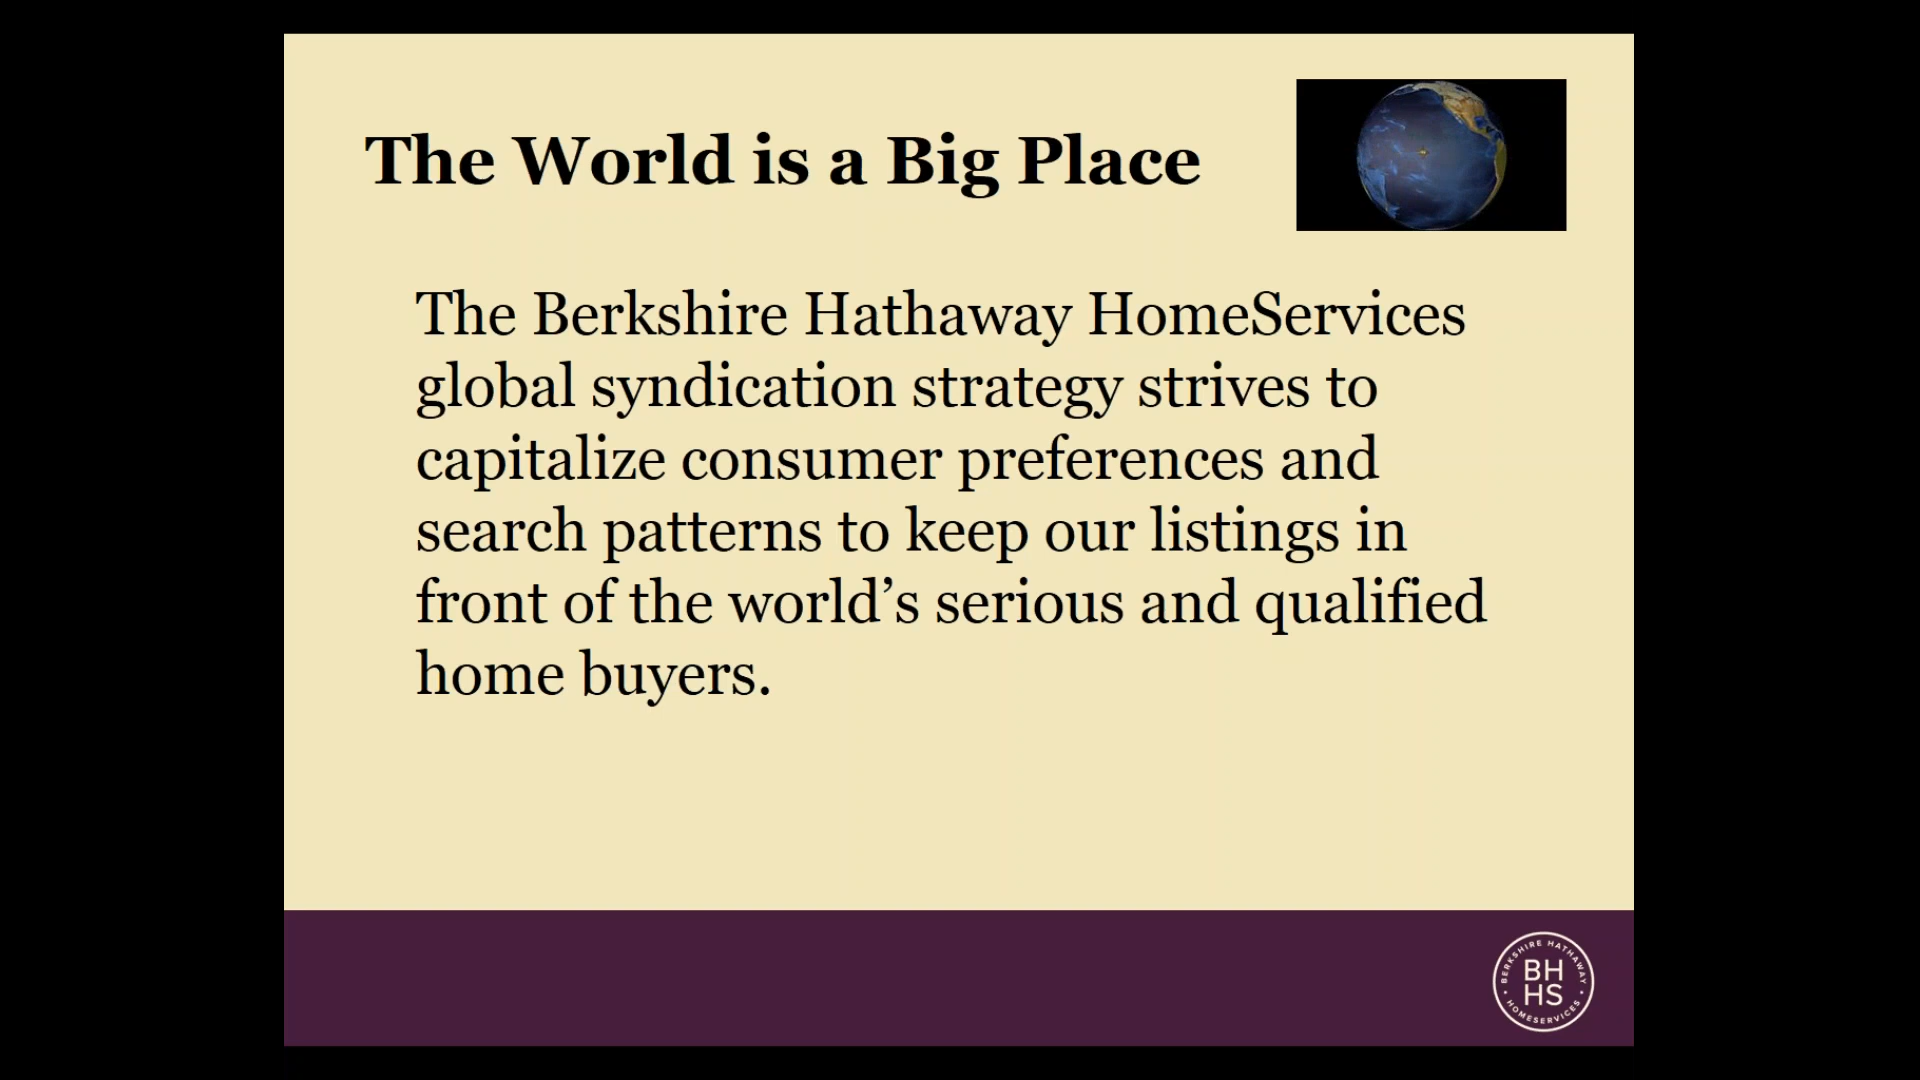 The World is a Big Place
The Berkshire Hathaway HomeServices
global syndication strategy strives to
capitalize consumer preferences and
search patterns to keep our listings in
front of the world’s serious and qualified
home buyers.
BERKSHIRE HATHAWAY
BH
HS
HOMESERVICES